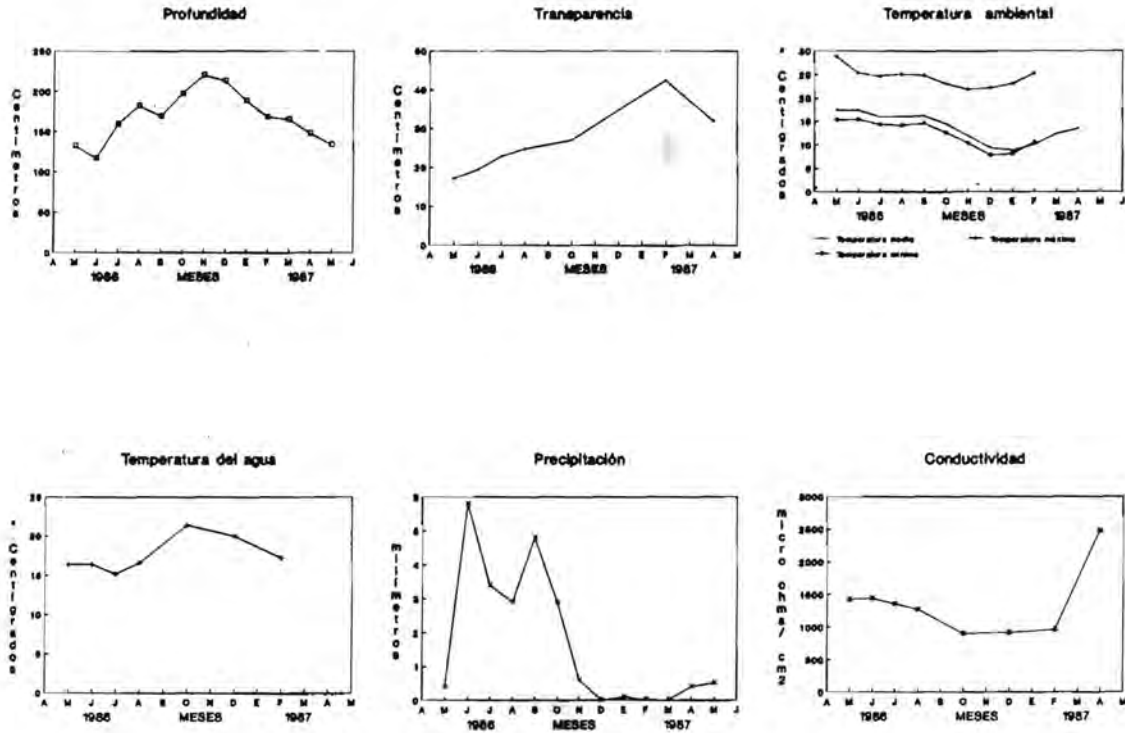 Profundidad
Centímetros
250
200
150
100
50
0
A M J J A S O N D E F M A M J
1986 MESES 1987
Transparencia
Centímetros
50
40
30
20
10
0
A M J J A S O N D E F M A M
1986 MESES 1987
Temperatura ambiental
° Centigrados
30
25
20
15
10
5
0
A M J J A S O N D E F M A M J
1986 MESES 1987
Temperatura media
Temperatura máxima
Temperatura mínima
Temperatura del agua
° Centigrados
25
20
15
10
5
0
A M J J A S O N D E F M A M
1986 MESES 1987
Precipitación
milímetros
6
5
4
3
2
1
0
A M J J A S O N D E F M A M J
1986 MESES 1987
Conductividad
micro ohms/cm2
3000
2500
2000
1500
1000
500
0
A M J J A S O N D E F M A M
1986 MESES 1987